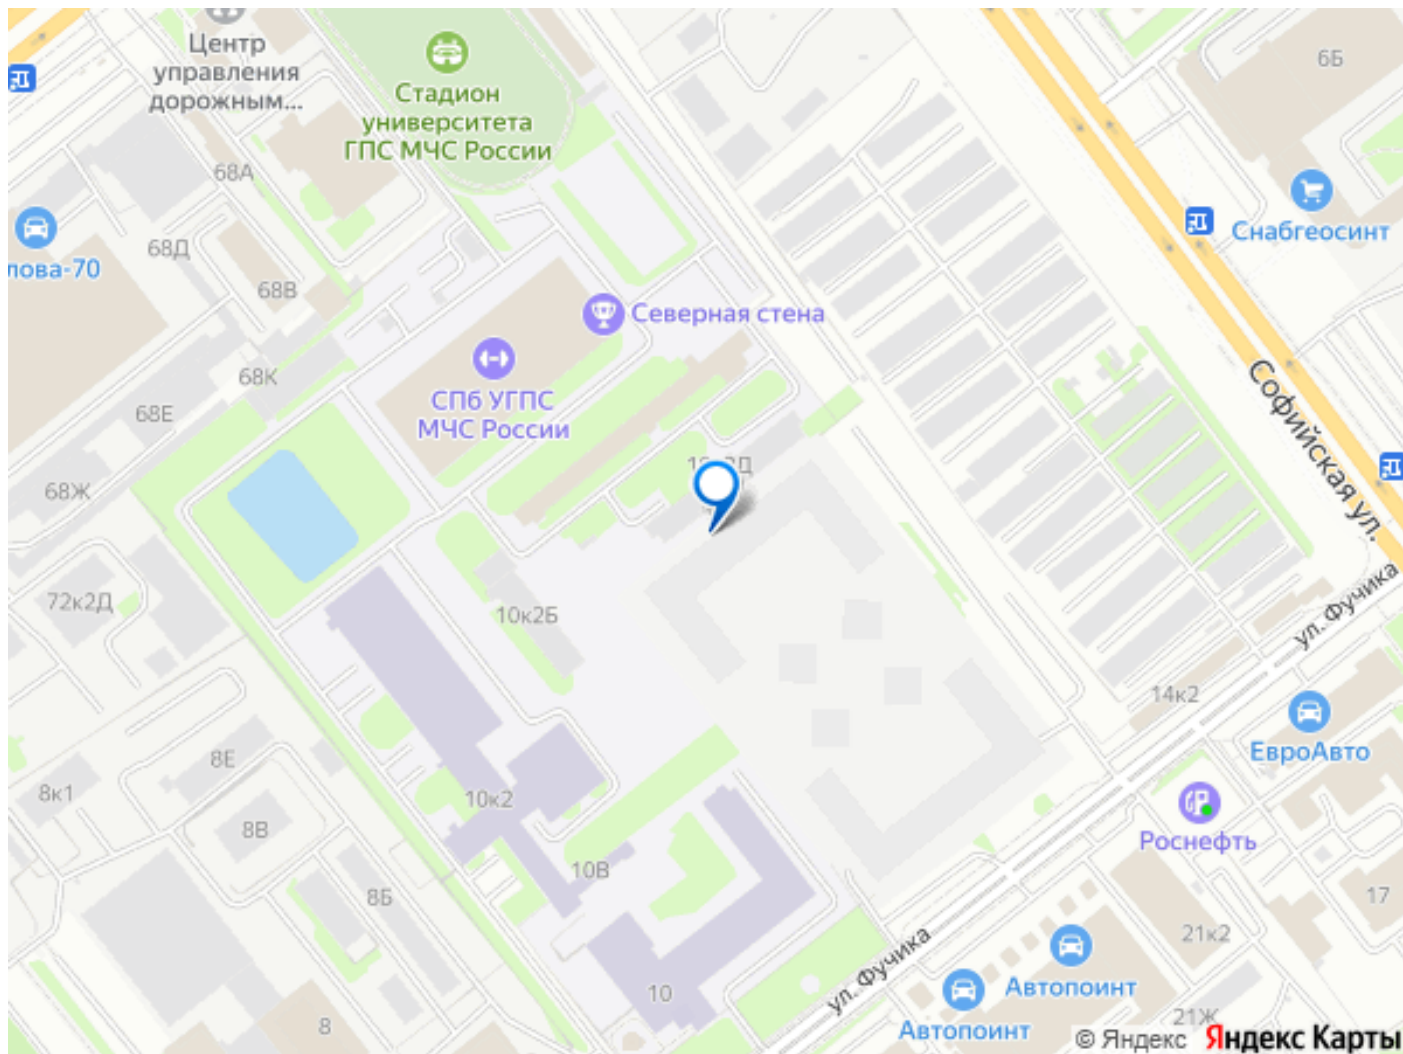 Центр
управления
дорожным...
Стадион
университета
ГПС МЧС России
6Б
68А
Снабгеосинт
лова-70
68Д
68В
Северная стена
68К
СПб УГПС
МЧС России
68Е
68Ж
Софийская ул.
72к2Д
10к2Б
ул. Фучика
14к2
ЕвроАвто
8Е
8к1
10к2
8В
Роснефть
10В
8Б
17
21к2
ул. Фучика
10
Автопоинт
8
Автопоинт
21Ж
© Яндекс Яндекс Карты